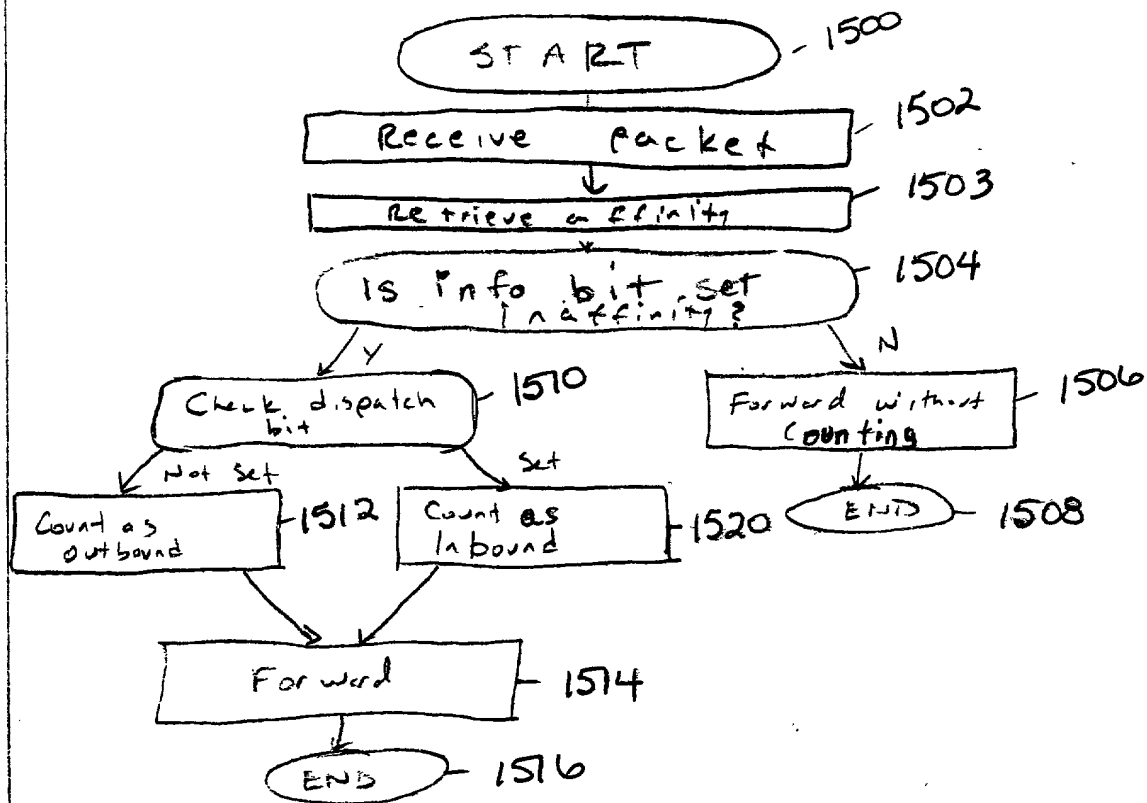 START
1500
Receive Packet
1502
Retrieve affinity
1503
Is info bit set
In affinity?
1504
Y
N
Check dispatch
bit
1510
Forward without
Counting
1506
Not Set
Set
Count as
outbound
1512
Count as
Inbound
1520
END
1508
Forward
1514
END
1516